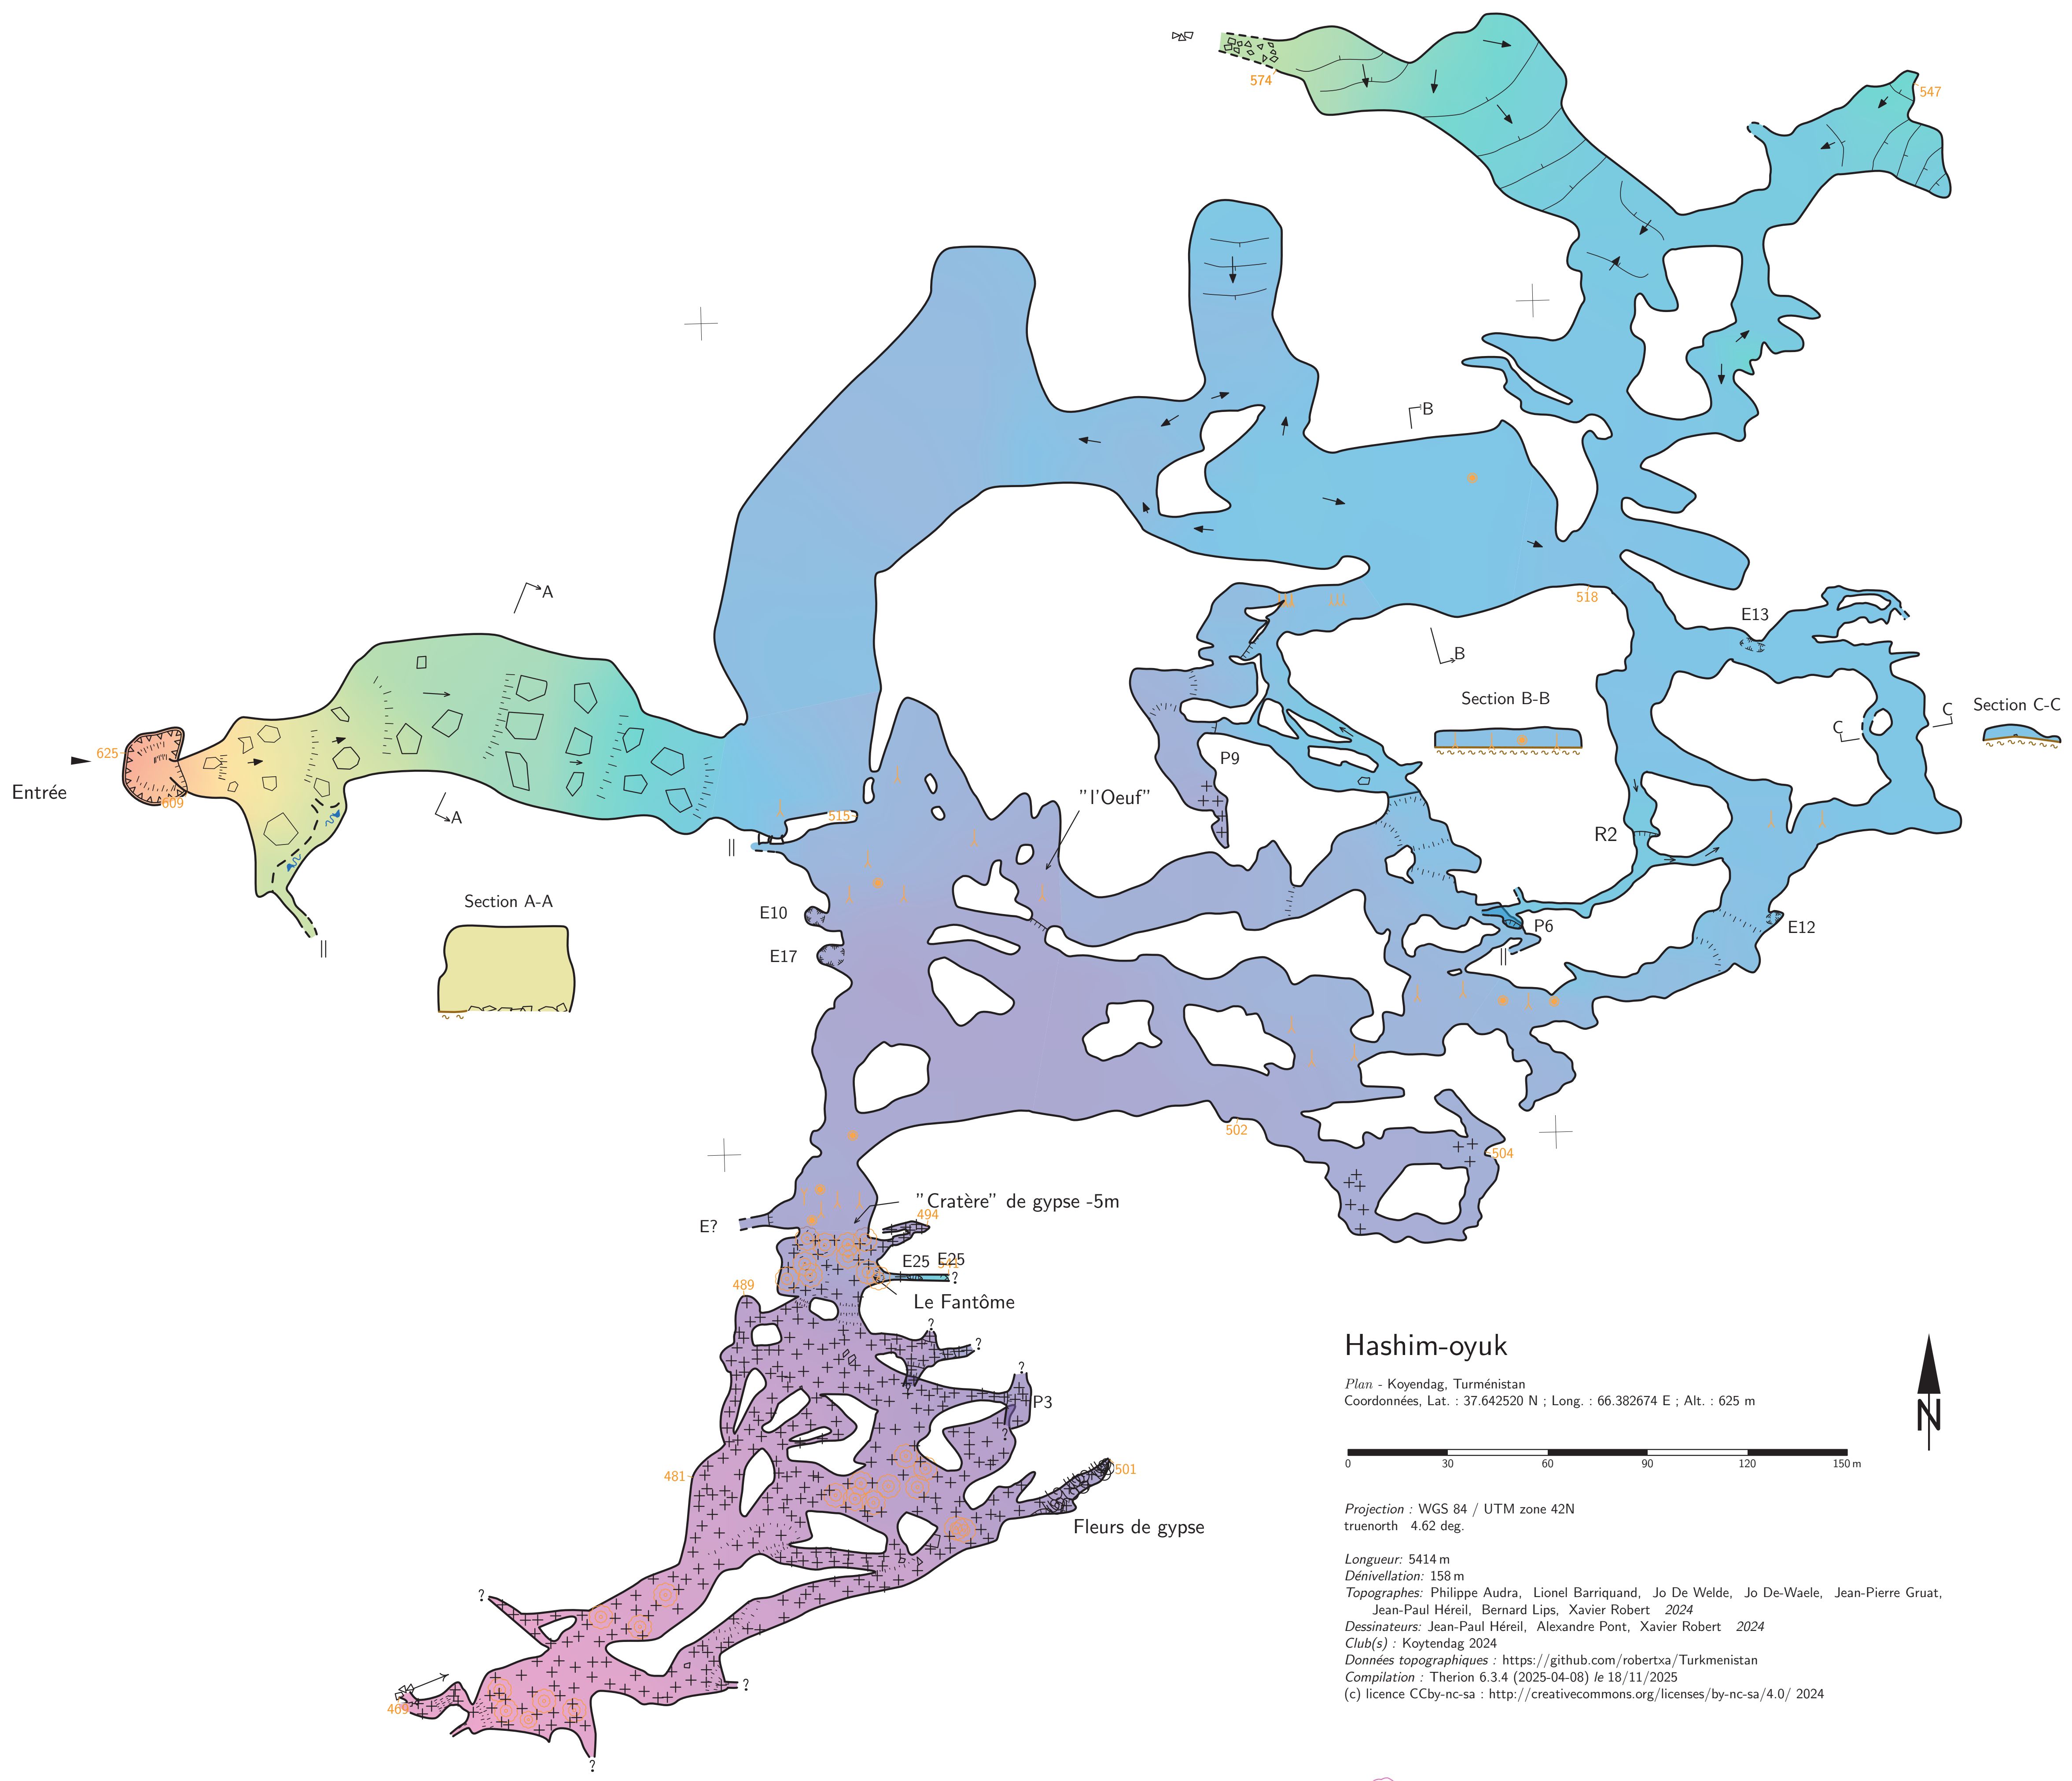 574
547
B
A
E13
518
B
Section B-B
C
Section C-C
C
625
Entrée
609
P9
"l'Oeuf"
A
515
R2
||
E10
P6
E12
Section A-A
||
E17
||
502
504
"Cratère" de gypse -5m
E?
494
E25 E25
?
489
Le Fantôme
?
?
?
P3
?
481
501
Fleurs de gypse
?
?
469
?
Hashim-oyuk
Plan - Koyendag, Turménistan
Coordonnées, Lat. : 37.642520 N ; Long. : 66.382674 E ; Alt. : 625 m
N
0 30 60 90 120 150 m
Projection : WGS 84 / UTM zone 42N
truenorth 4.62 deg.
Longueur: 5414 m
Dénivellation: 158 m
Topographes: Philippe Audra, Lionel Barriquand, Jo De Welde, Jo De-Waele, Jean-Pierre Gruat,
Jean-Paul Héreil, Bernard Lips, Xavier Robert 2024
Dessinateurs: Jean-Paul Héreil, Alexandre Pont, Xavier Robert 2024
Club(s) : Koytendag 2024
Données topographiques : https://github.com/robertxa/Turkmenistan
Compilation : Therion 6.3.4 (2025-04-08) le 18/11/2025
(c) licence CCby-nc-sa : http://creativecommons.org/licenses/by-nc-sa/4.0/ 2024